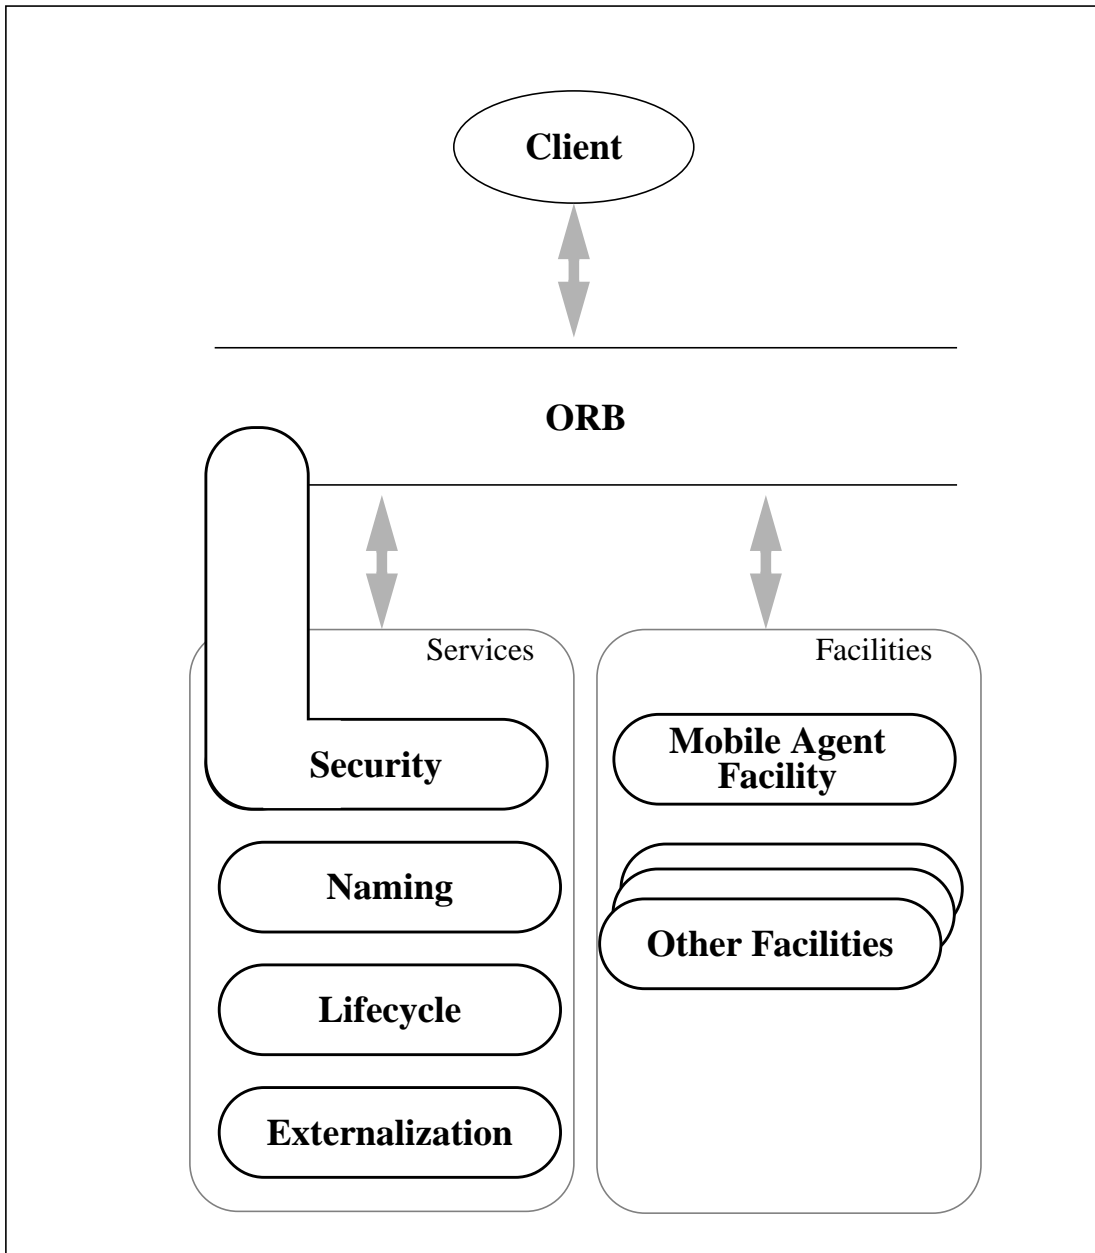 Client
ORB
Services
Security
Naming
Lifecycle
Externalization
Facilities
Mobile Agent
Facility
Other Facilities